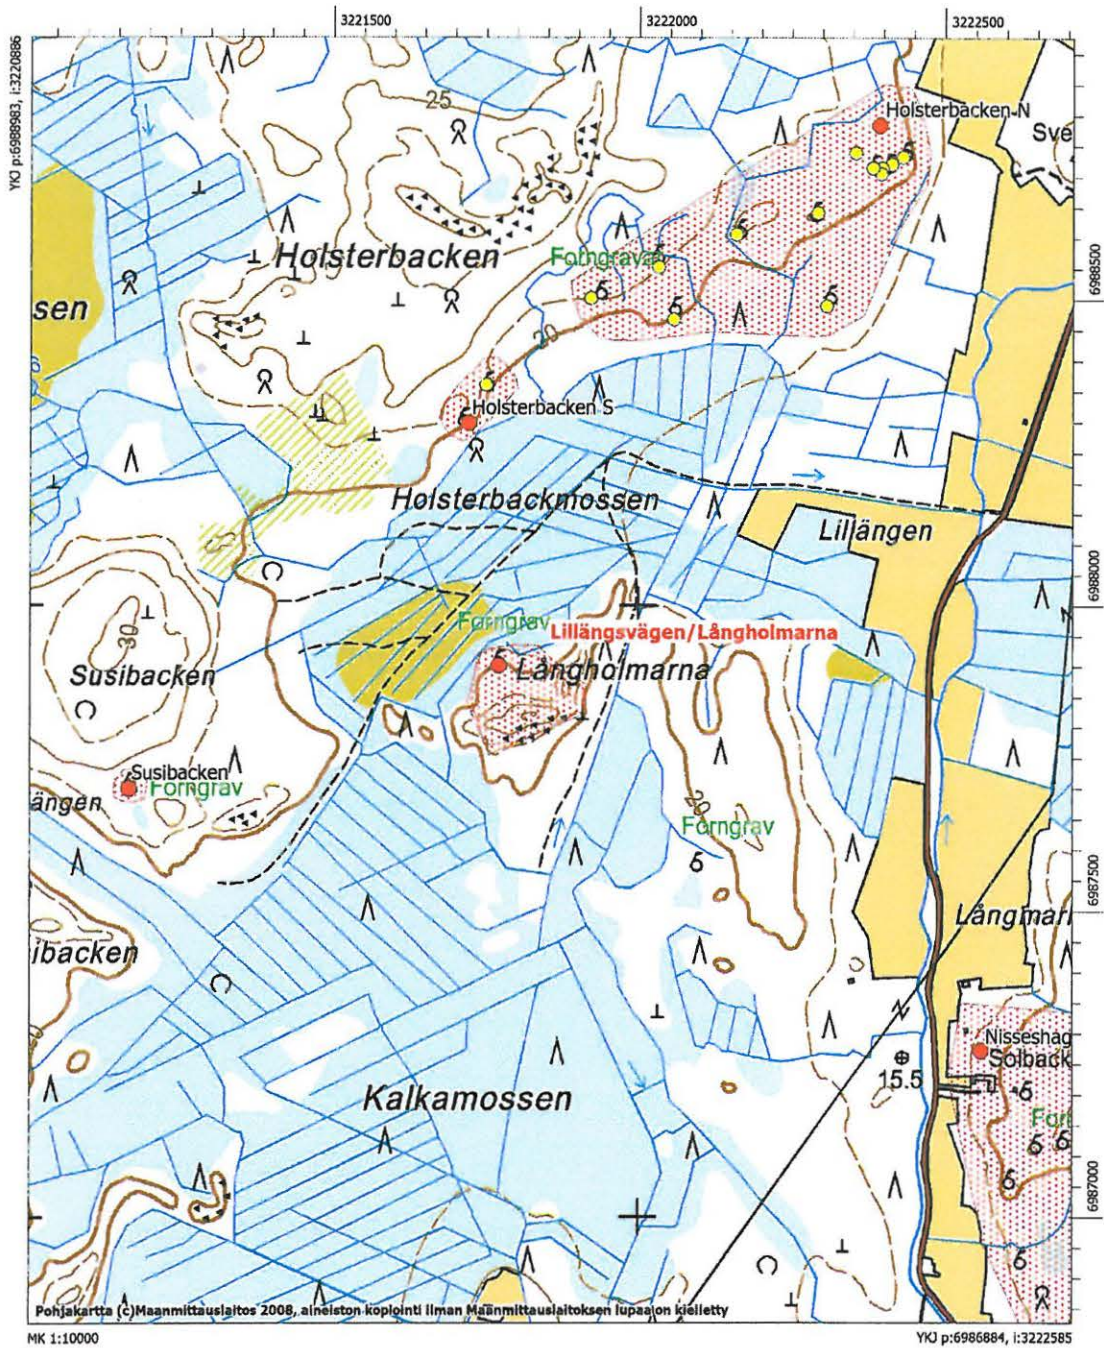 3221500
3222000
3222500
YKJ p:6988983, i:3220886
Holsterbacken N
Sve
25
Holsterbacken
Forngrava
6988500
sen
20
Holsterbacken S
Holsterbackmossen
Lillängen
6988000
Forngrav
Lillängsvägen/Långholmarna
30
Susibacken
Långholmarna
Susibacken
Forngrav
ängen
20
Forngrav
6987500
Långmar
ibacken
Nisseshag
Solback
15.5
Kalkamossen
Forn
6987000
Pohjakartta (c)Maanmittauslaitos 2008, aineiston kopiointi ilman Maanmittauslaitoksen lupaa on kielletty
MK 1:10000
YKJ p:6986884, i:3222585